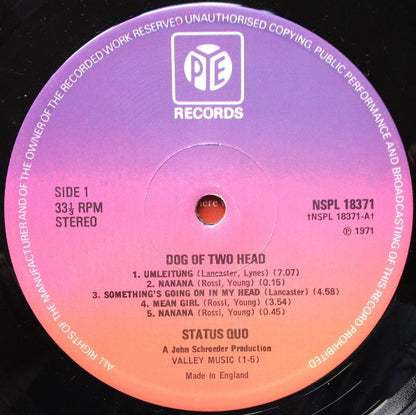 ALL RIGHTS OF THE MANUFACTURER AND OF THE OWNER OF THE RECORDED WORK RESERVED UNAUTHORISED COPYING, PUBLIC PERFORMANCE AND BROADCASTING OF THIS RECORD PROHIBITED
PYE
RECORDS
SIDE 1
33⅓ RPM
STEREO
here
NSPL 18371
†NSPL 18371-A†
℗ 1971
DOG OF TWO HEAD
1. UMLEITUNG (Lancaster, Lynes) (7.07)
2. NANANA (Rossi, Young) (0.15)
3. SOMETHING'S GOING ON IN MY HEAD (Lancaster) (4.58)
4. MEAN GIRL (Rossi, Young) (3.54)
5. NANANA (Rossi, Young) (0.45)
STATUS QUO
A John Schroeder Production
VALLEY MUSIC (1-5)
Made in England